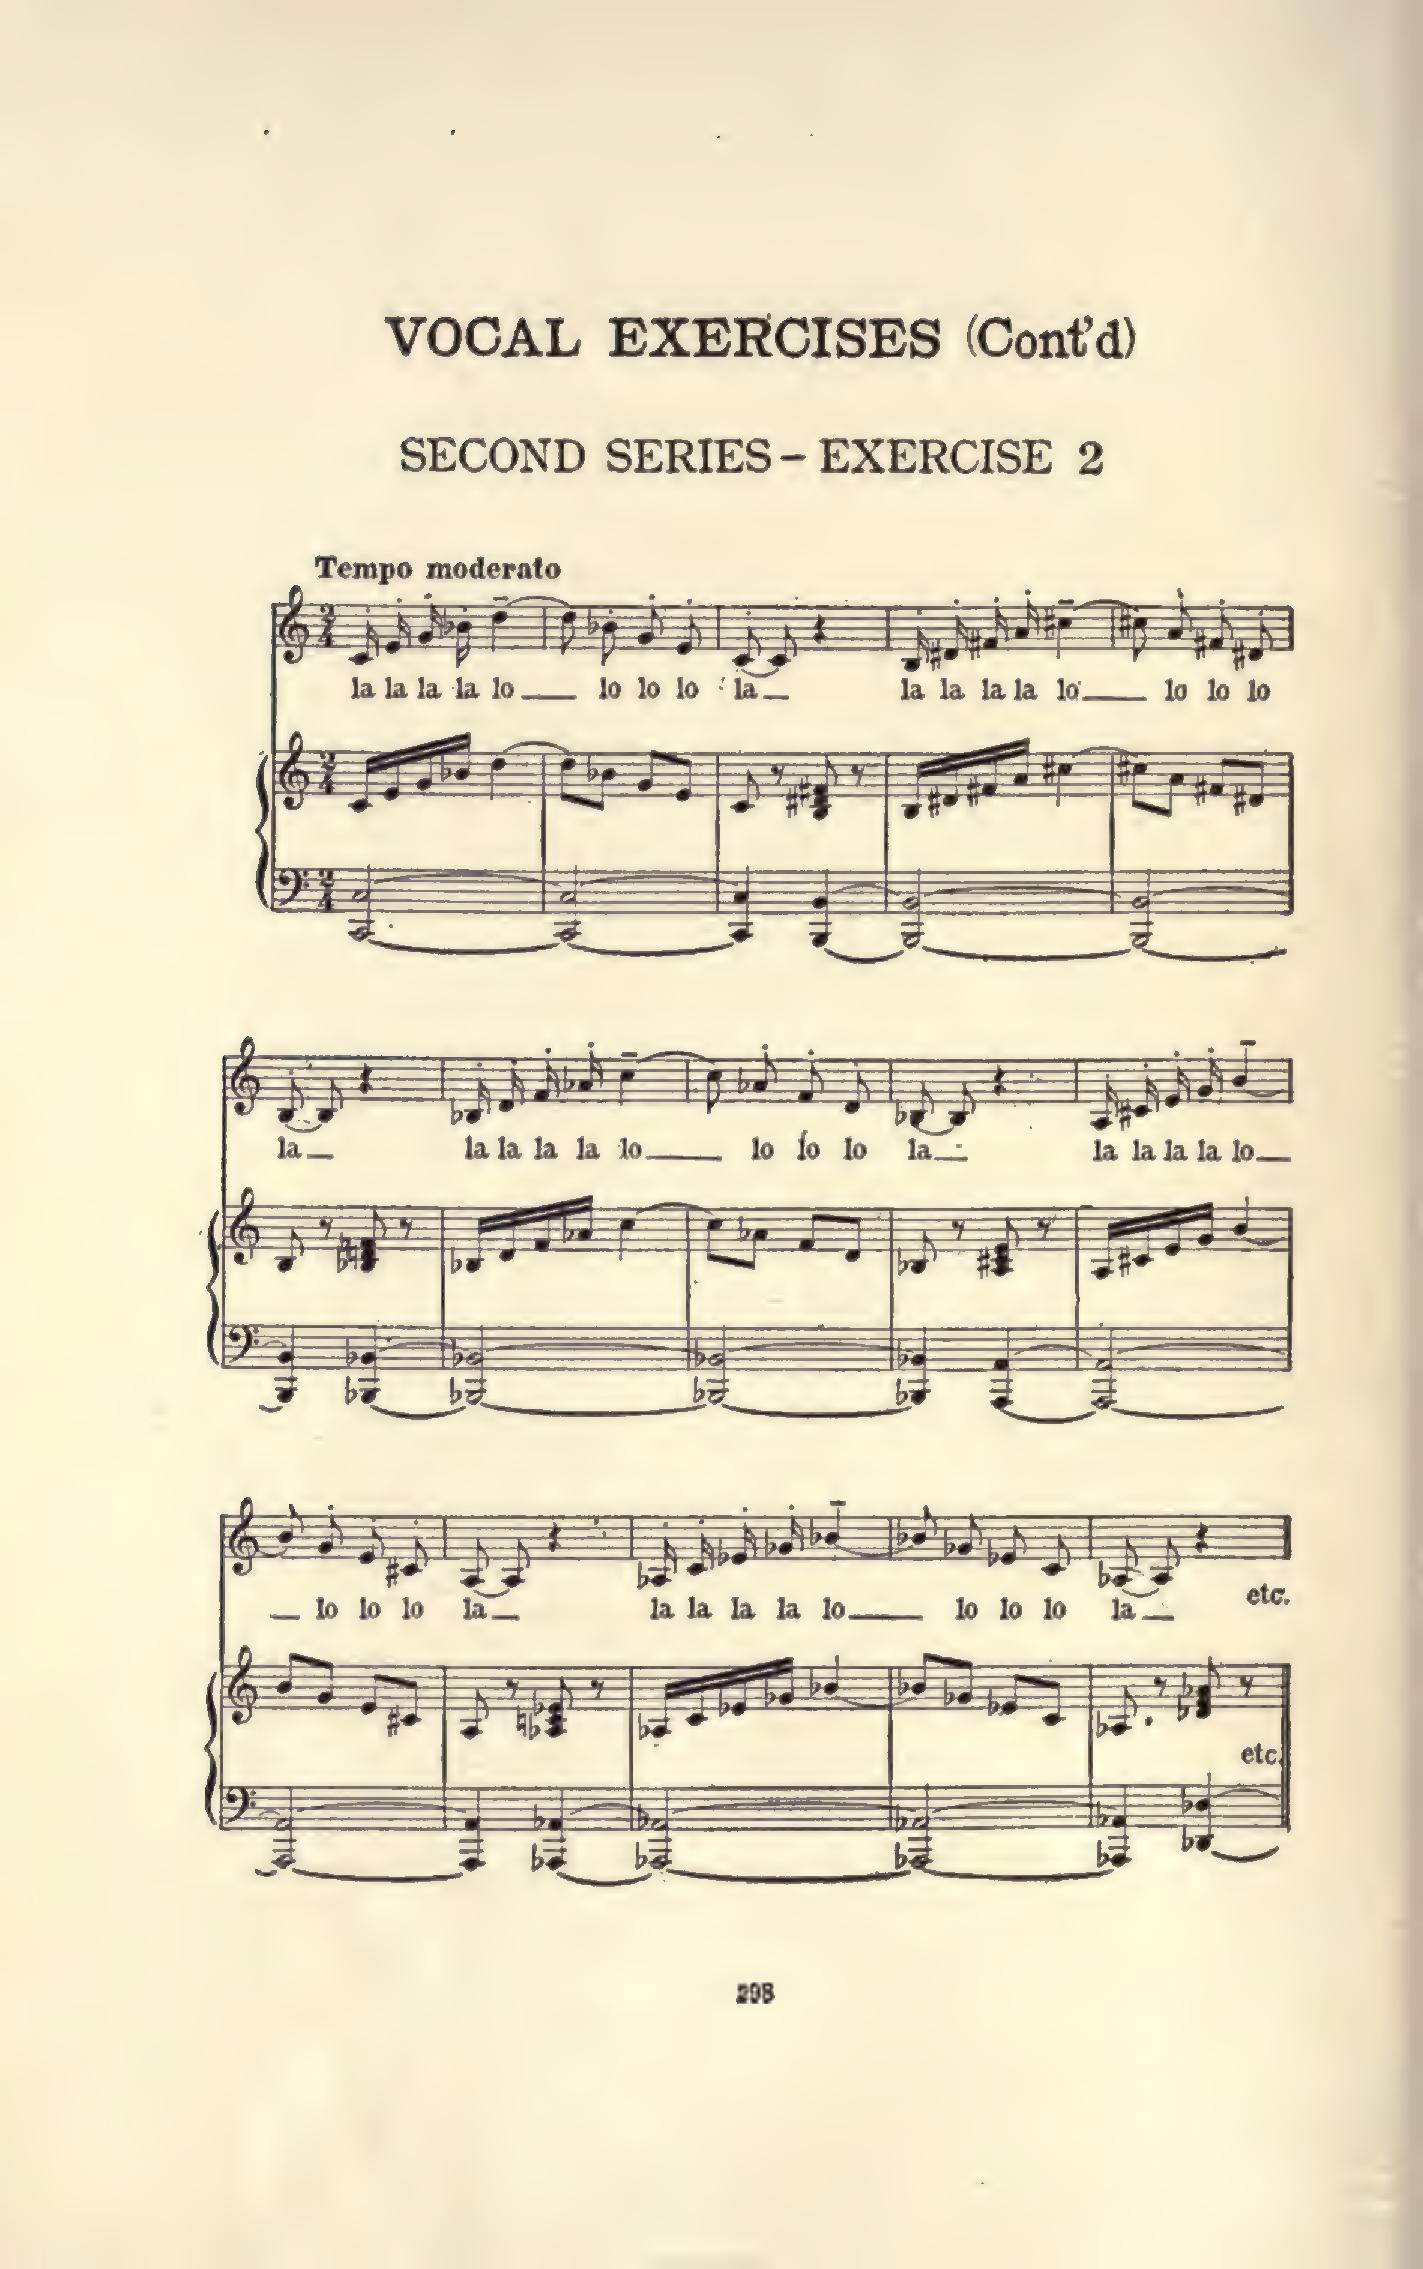 VOCAL EXERCISES (Cont'd)
SECOND SERIES – EXERCISE 2
Tempo moderato
la la la la lo lo lo lo la la la la la lo lo lo lo
la la la la la lo lo lo lo la la la la la lo
lo lo lo la la la la la lo lo lo lo la etc.
etc.
298